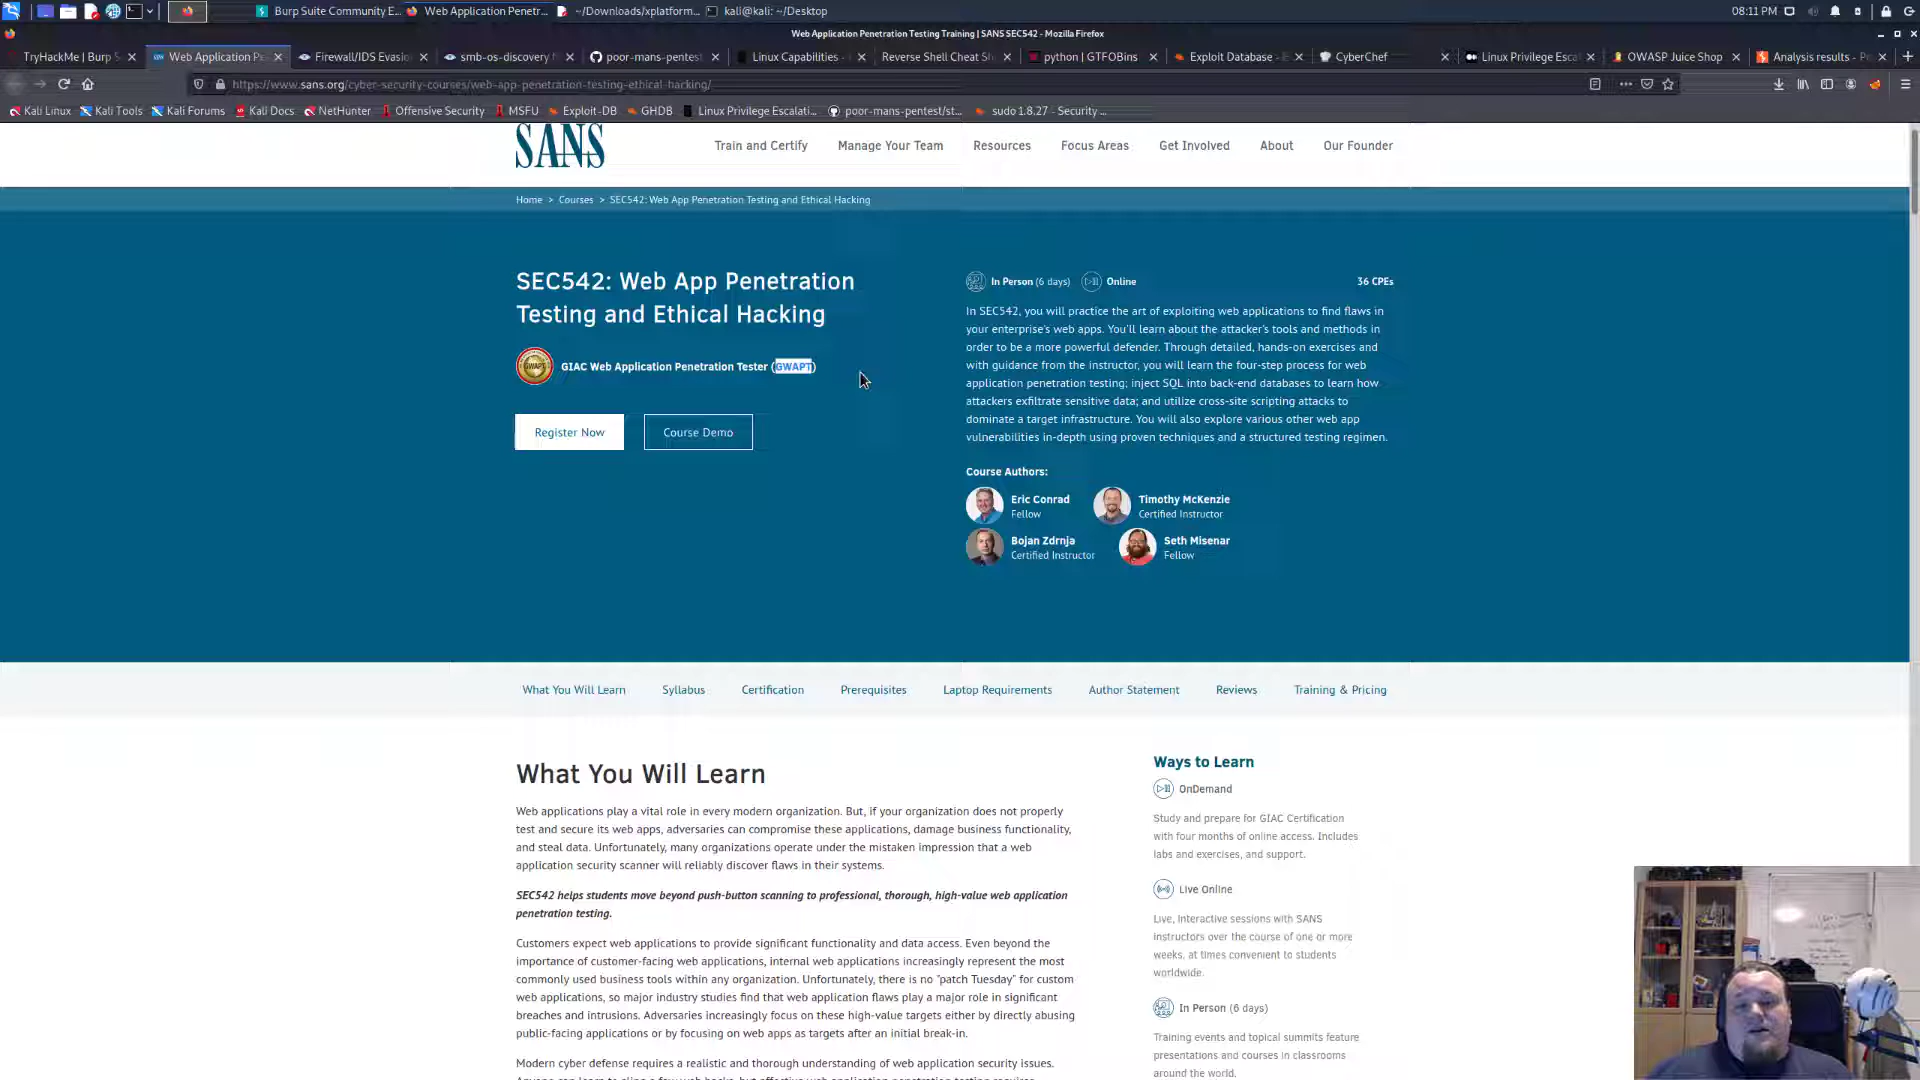 Burp Suite Community E...
Web Application Penetr...
~/Downloads/xplatform...
kali@kali: ~/Desktop
08:11 PM
Web Application Penetration Testing Training | SANS SEC542 - Mozilla Firefox
TryHackMe | Burp S
Web Application Pe
Firewall/IDS Evasio
smb-os-discovery
poor-mans-pentest
Linux Capabilities -
Reverse Shell Cheat Sh
python | GTFOBins
Exploit Database - E
CyberChef
Linux Privilege Escal
OWASP Juice Shop
Analysis results - Pe
https://www.sans.org/cyber-security-courses/web-app-penetration-testing-ethical-hacking/
Kali Linux
Kali Tools
Kali Forums
Kali Docs
NetHunter
Offensive Security
MSFU
Exploit-DB
GHDB
Linux Privilege Escalati...
poor-mans-pentest/st...
sudo 1.8.27 - Security ...
SANS
Train and Certify
Manage Your Team
Resources
Focus Areas
Get Involved
About
Our Founder
Home > Courses > SEC542: Web App Penetration Testing and Ethical Hacking
SEC542: Web App Penetration
Testing and Ethical Hacking
GWAPT
GIAC Web Application Penetration Tester (GWAPT)
Register Now
Course Demo
In Person (6 days)
Online
36 CPEs
In SEC542, you will practice the art of exploiting web applications to find flaws in
your enterprise's web apps. You'll learn about the attacker's tools and methods in
order to be a more powerful defender. Through detailed, hands-on exercises and
with guidance from the instructor, you will learn the four-step process for web
application penetration testing; inject SQL into back-end databases to learn how
attackers exfiltrate sensitive data; and utilize cross-site scripting attacks to
dominate a target infrastructure. You will also explore various other web app
vulnerabilities in-depth using proven techniques and a structured testing regimen.
Course Authors:
Eric Conrad
Fellow
Timothy McKenzie
Certified Instructor
Bojan Zdrnja
Certified Instructor
Seth Misenar
Fellow
What You Will Learn
Syllabus
Certification
Prerequisites
Laptop Requirements
Author Statement
Reviews
Training & Pricing
What You Will Learn
Web applications play a vital role in every modern organization. But, if your organization does not properly
test and secure its web apps, adversaries can compromise these applications, damage business functionality,
and steal data. Unfortunately, many organizations operate under the mistaken impression that a web
application security scanner will reliably discover flaws in their systems.
SEC542 helps students move beyond push-button scanning to professional, thorough, high-value web application
penetration testing.
Customers expect web applications to provide significant functionality and data access. Even beyond the
importance of customer-facing web applications, internal web applications increasingly represent the most
commonly used business tools within any organization. Unfortunately, there is no "patch Tuesday" for custom
web applications, so major industry studies find that web application flaws play a major role in significant
breaches and intrusions. Adversaries increasingly focus on these high-value targets either by directly abusing
public-facing applications or by focusing on web apps as targets after an initial break-in.
Modern cyber defense requires a realistic and thorough understanding of web application security issues.
Ways to Learn
OnDemand
Study and prepare for GIAC Certification
with four months of online access. Includes
labs and exercises, and support.
Live Online
Live, interactive sessions with SANS
instructors over the course of one or more
weeks, at times convenient to students
worldwide.
In Person (6 days)
Training events and topical summits feature
presentations and courses in classrooms
around the world.